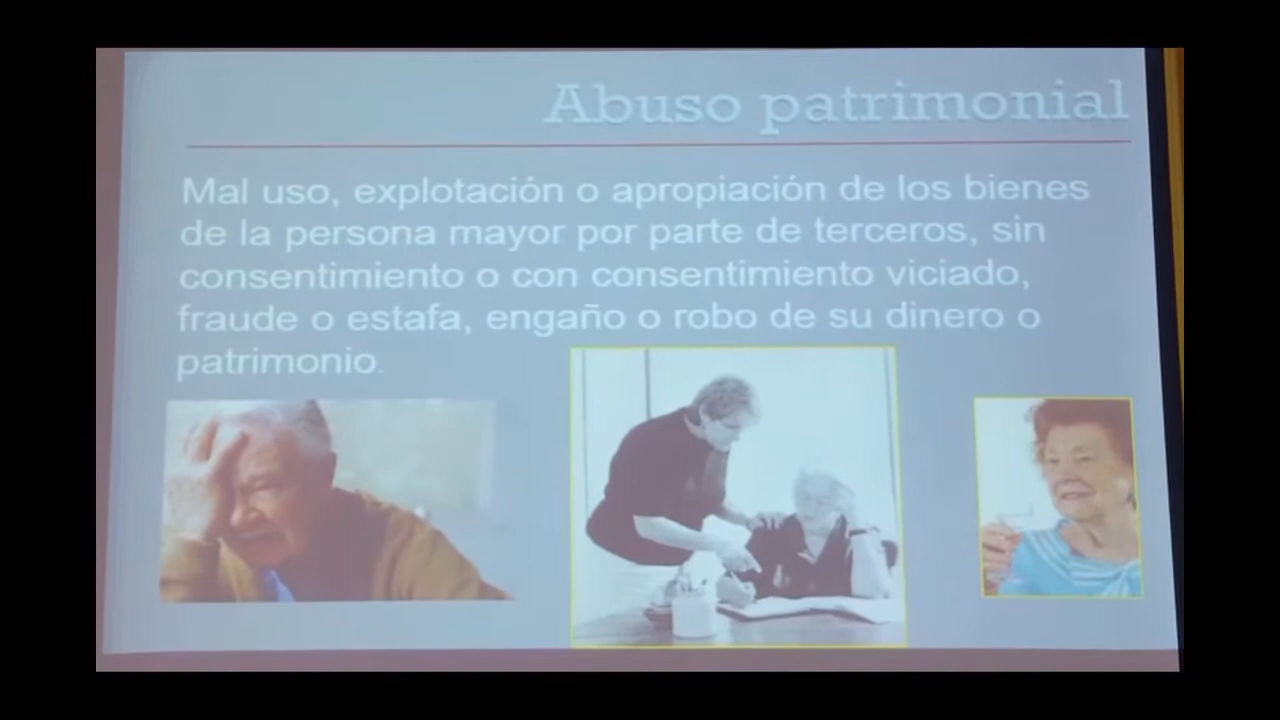 Abuso patrimonial
Mal uso, explotación o apropiación de los bienes
de la persona mayor por parte de terceros, sin
consentimiento o con consentimiento viciado,
fraude o estafa, engaño o robo de su dinero o
patrimonio.